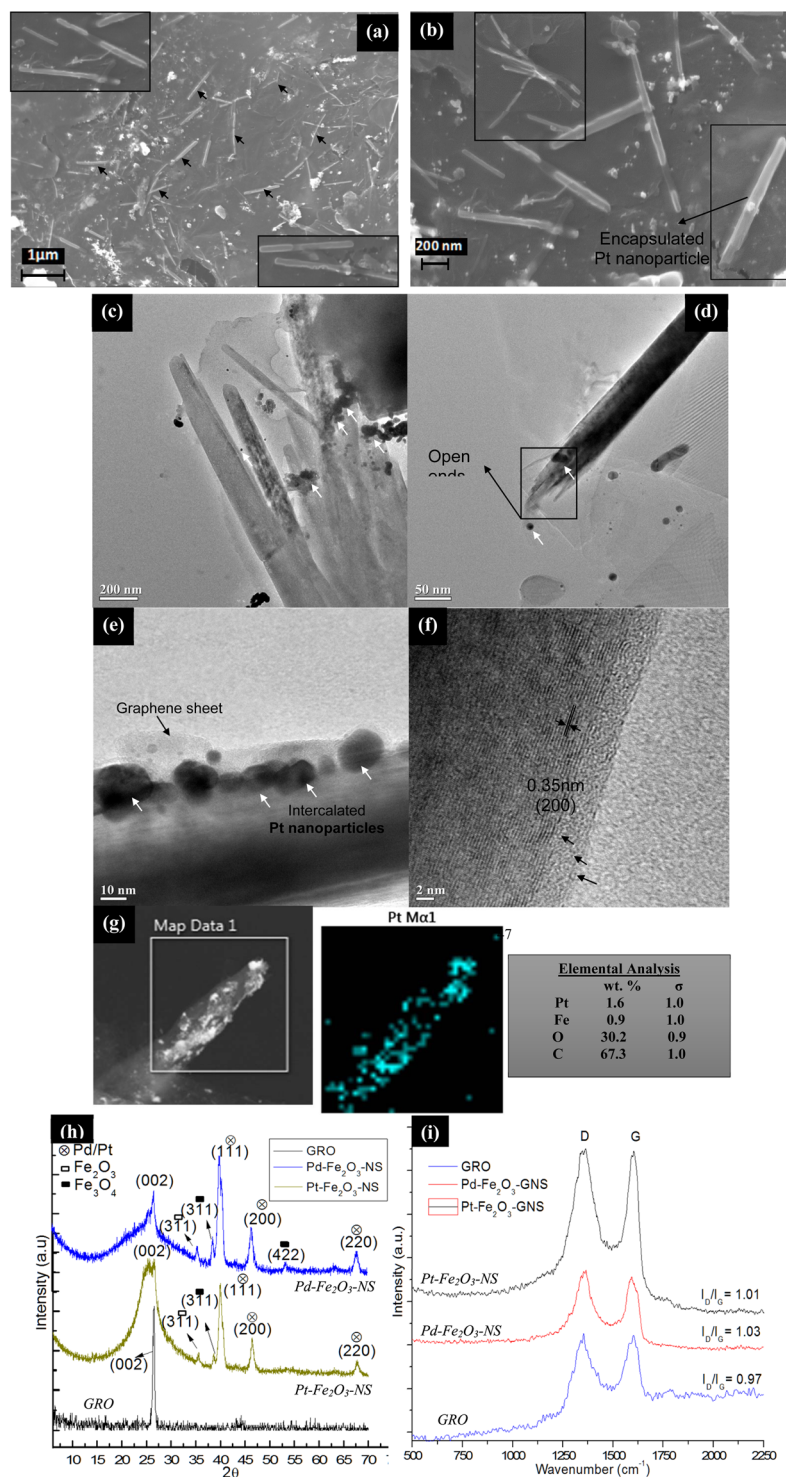 (a)
1μm
(b)
200 nm
Encapsulated
Pt nanoparticle
(c)
200 nm
(d)
Open
ends
50 nm
(e)
Graphene sheet
Intercalated
Pt nanoparticles
10 nm
(f)
0.35nm
(200)
2 nm
(g)
Map Data 1
Pt Mα1
7
Elemental Analysis
wt. % σ
Pt 1.6 1.0
Fe 0.9 1.0
O 30.2 0.9
C 67.3 1.0
(h)
Pd/Pt
Fe2O3
Fe3O4
GRO
Pd-Fe2O3-NS
Pt-Fe2O3-NS
(002)
(311)
(311)
(111)
(200)
(422)
(220)
Pd-Fe2O3-NS
(002)
(311)
(311)
(111)
(200)
(220)
Pt-Fe2O3-NS
(002)
GRO
Intensity (a.u)
10 15 20 25 30 35 40 45 50 55 60 65 70
2θ
(i)
D G
GRO
Pd-Fe2O3-GNS
Pt-Fe2O3-GNS
Pt-Fe2O3-NS
ID/IG = 1.01
Pd-Fe2O3-NS
ID/IG = 1.03
GRO
ID/IG = 0.97
Intensity (a.u)
500 750 1000 1250 1500 1750 2000 2250
Wavenumber (cm-1)